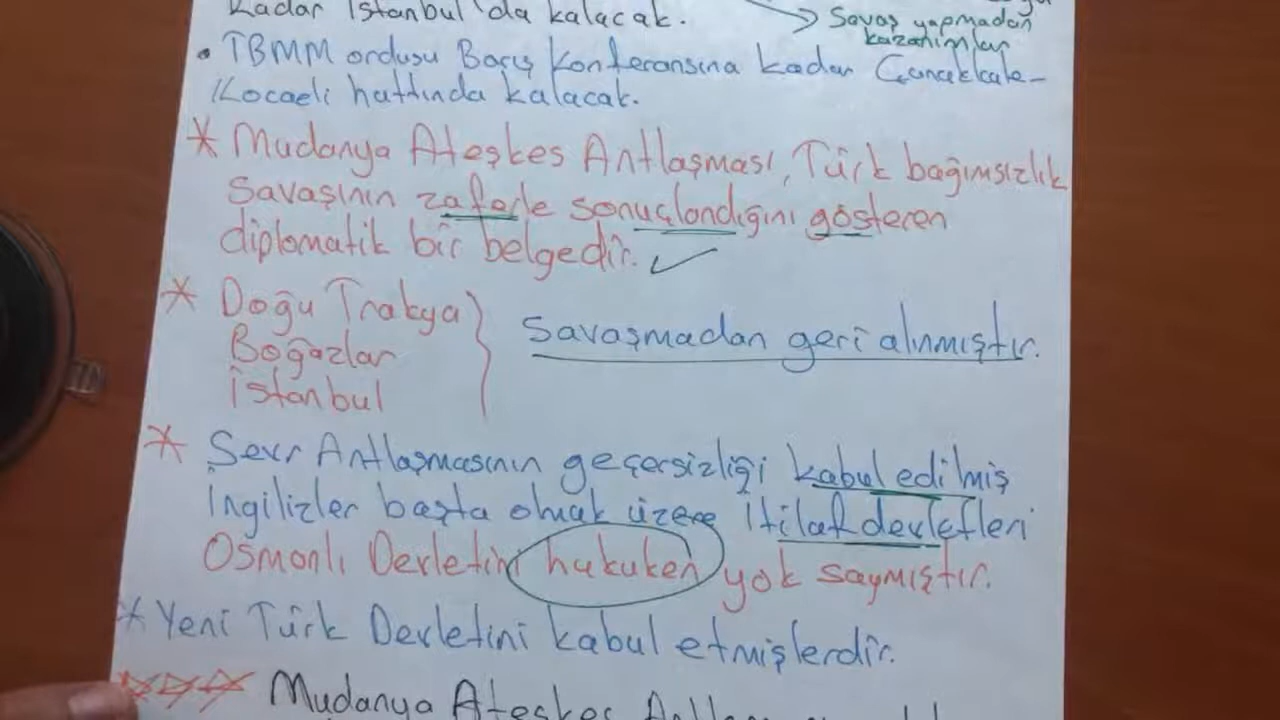 Kadar İstanbul'da kalacak.
Savaş yapmadan
kazanımlar
• TBMM ordusu Barış Konferansına kadar Çanakkale-
Kocaeli hattında kalacak.
* Mudanya Ateşkes Antlaşması, Türk bağımsızlık
Savaşının zaferle sonuçlandığını gösteren
diplomatik bir belgedir.
* Doğu Trakya
Boğazlar
İstanbul
Savaşmadan geri alınmıştır.
* Sevr Antlaşmasının geçersizliği kabul edilmiş
İngilizler başta olmak üzere İtilaf devletleri
Osmanlı Devletini hukuken yok saymıştır.
* Yeni Türk Devletini kabul etmişlerdir.
*** Mudanya Ateşkes